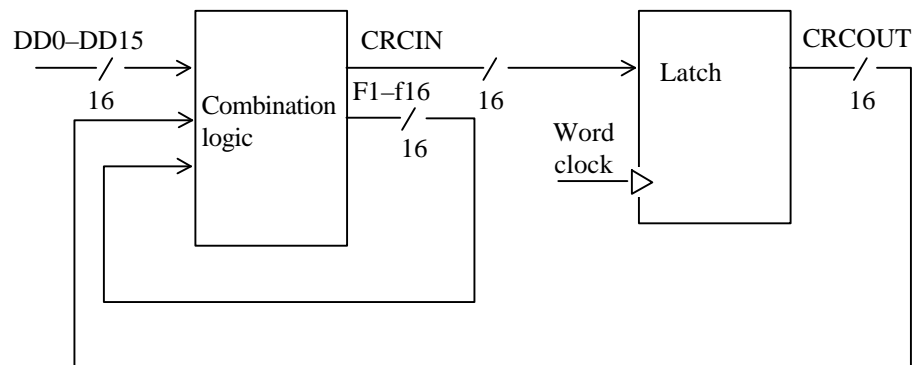 DD0–DD15
16
Combination
logic
CRCIN
16
F1–f16
16
Latch
Word
clock
CRCOUT
16